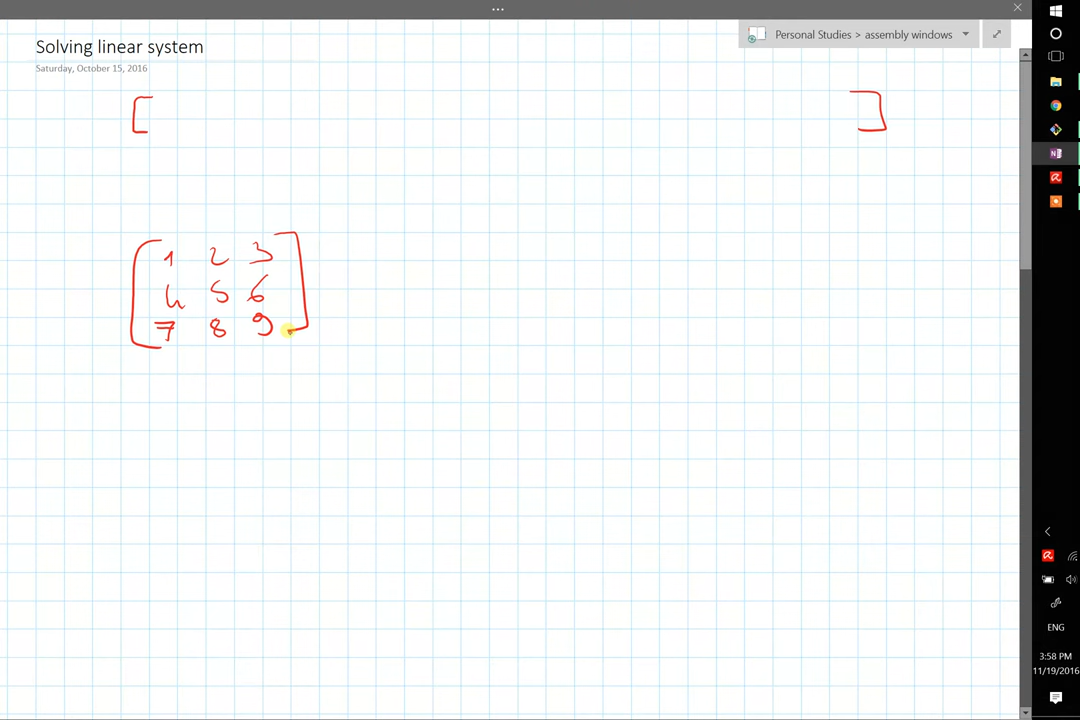 ...
Solving linear system
Personal Studies > assembly windows
Saturday, October 15, 2016
[ ]
1 2 3
4 5 6
7 8 9
ENG
3:58 PM
11/19/2016